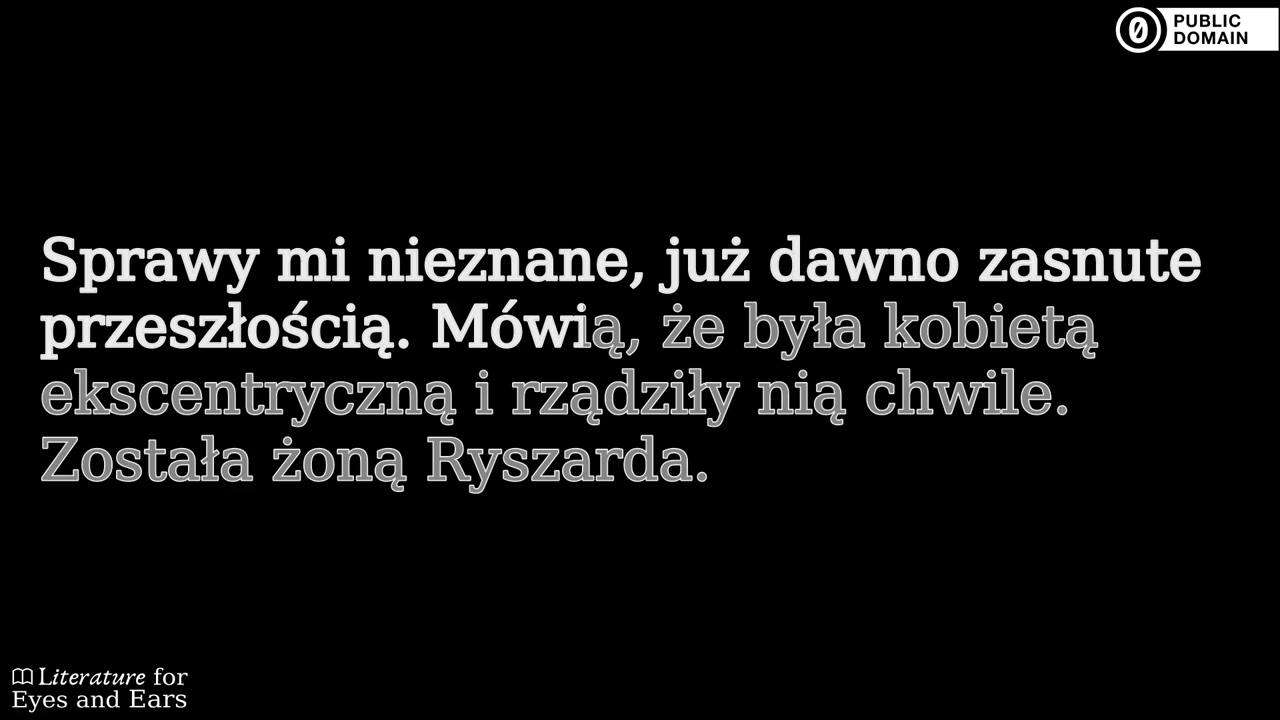 PUBLIC
DOMAIN
Sprawy mi nieznane, już dawno zasnute
przeszłością. Mówią, że była kobietą
ekscentryczną i rządziły nią chwile.
Została żoną Ryszarda.
Literature for
Eyes and Ears